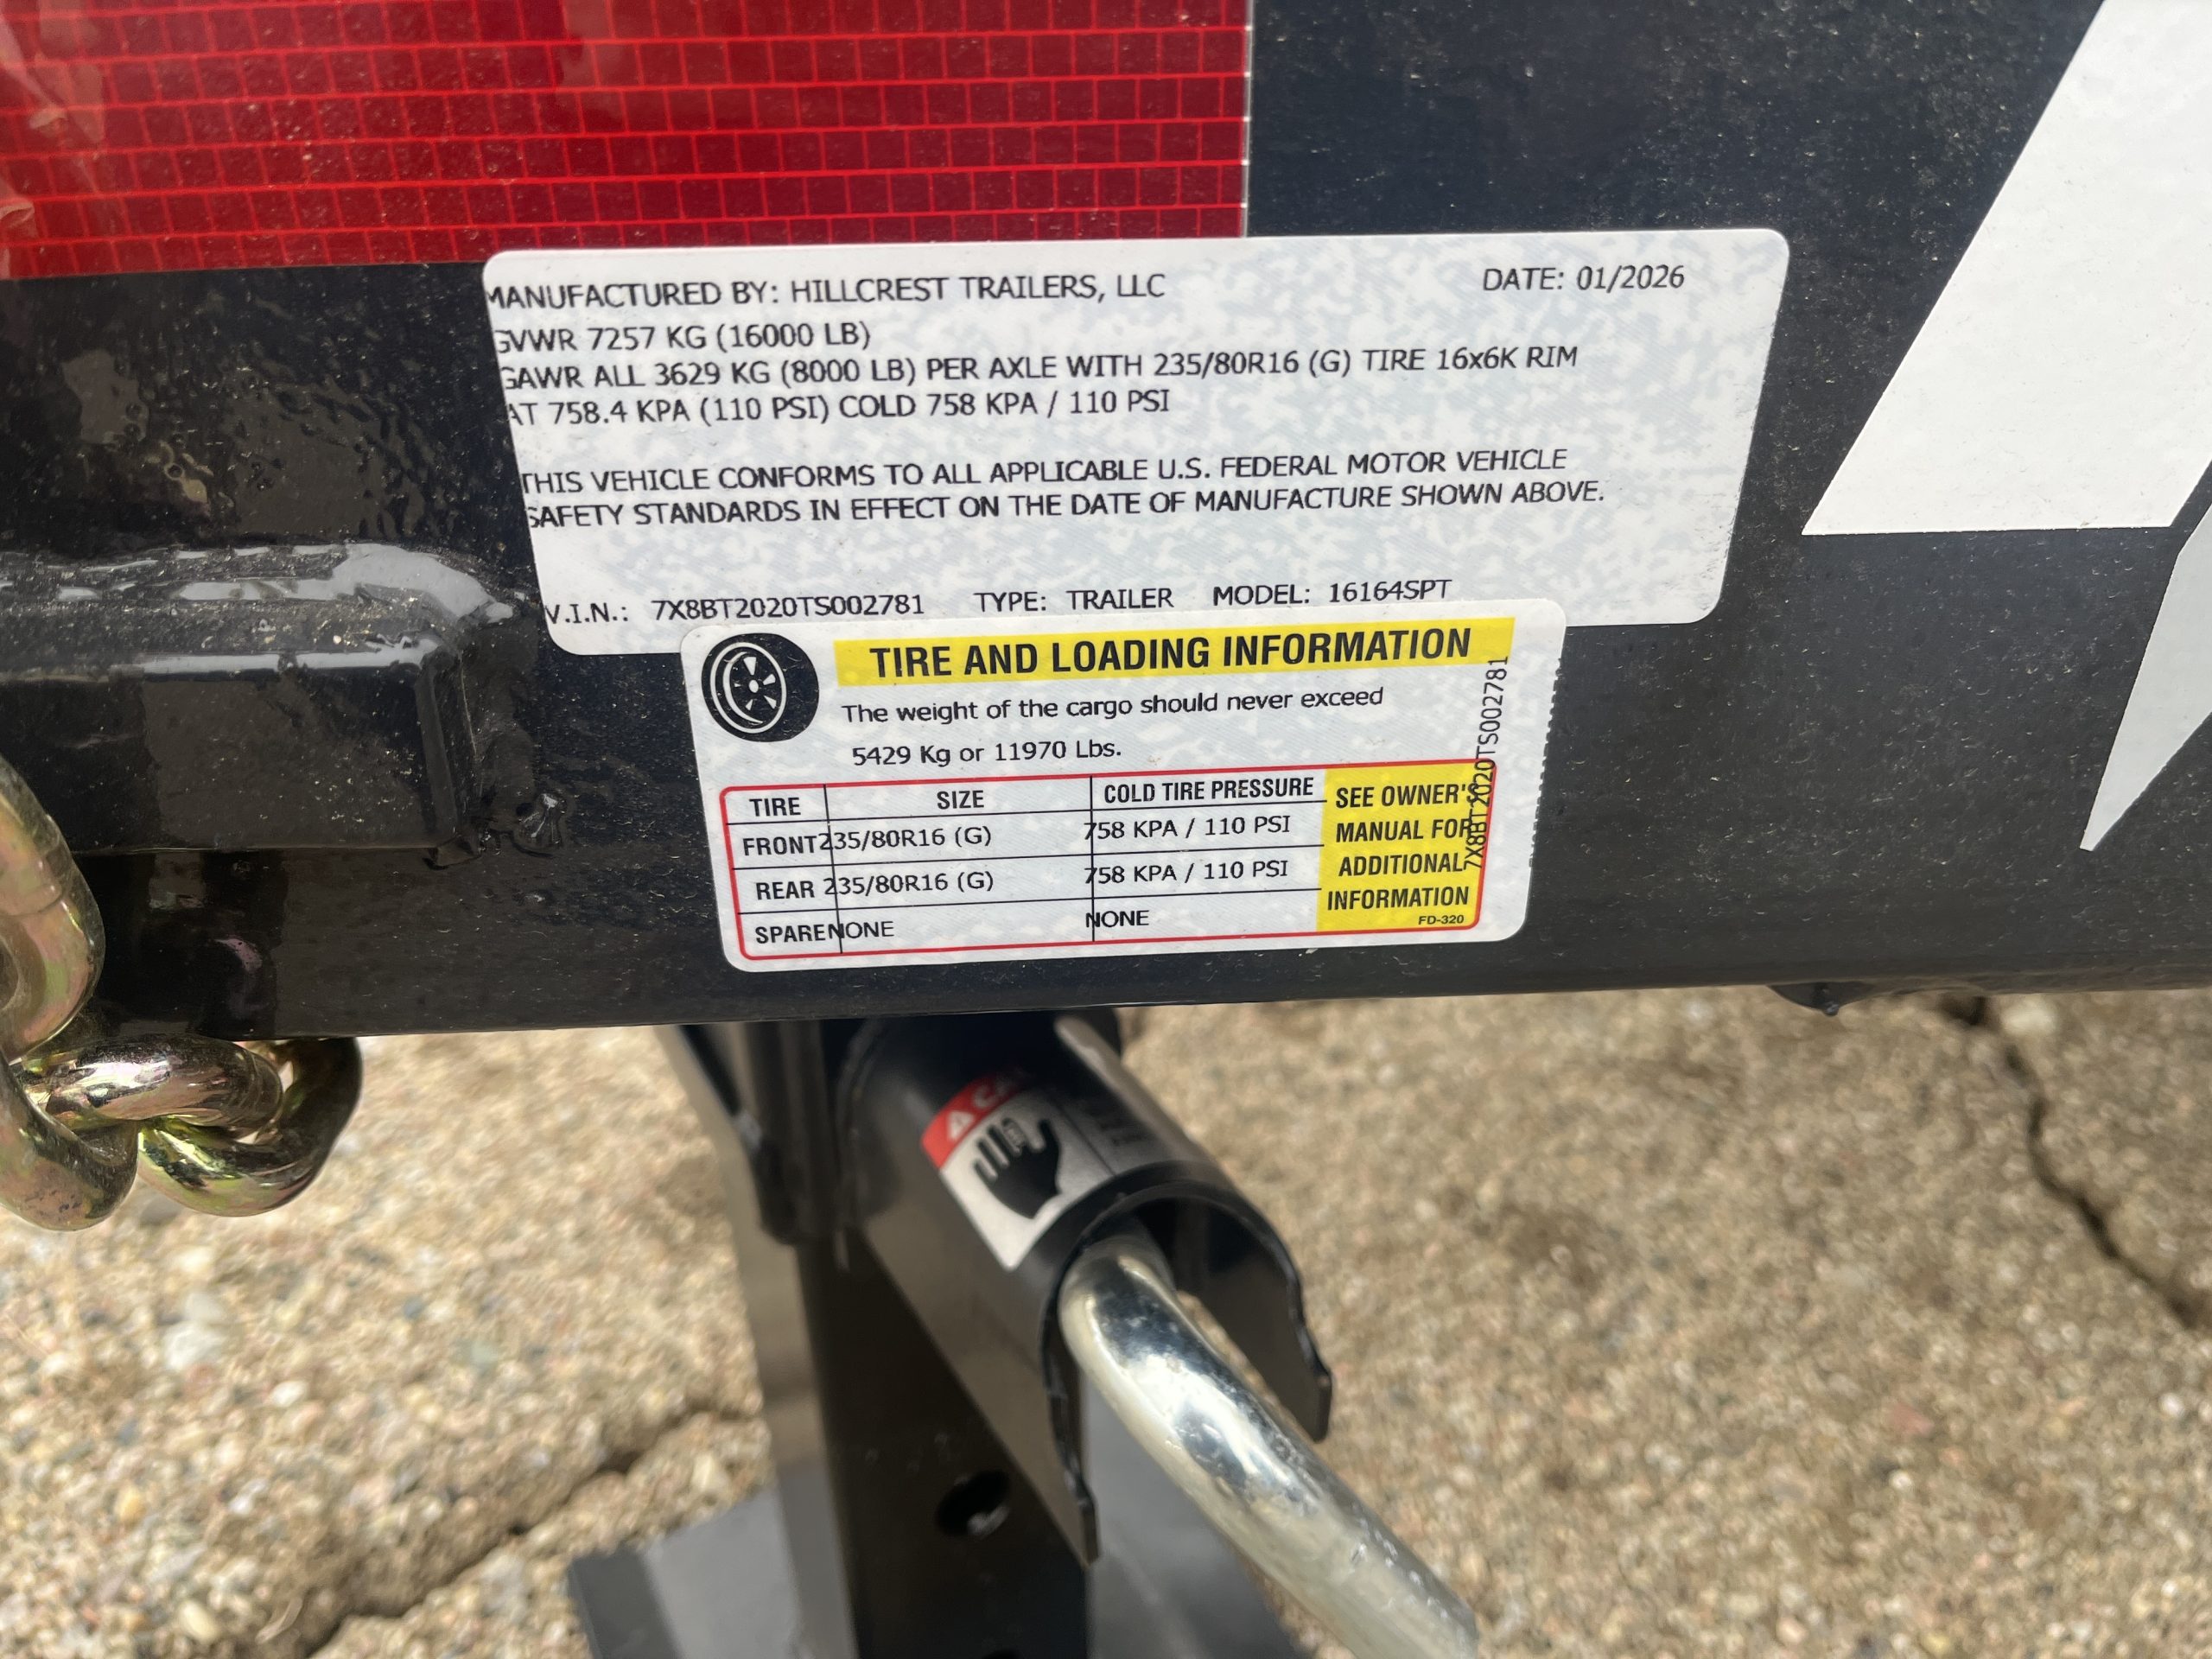 MANUFACTURED BY: HILLCREST TRAILERS, LLC DATE: 01/2026
GVWR 7257 KG (16000 LB)
GAWR ALL 3629 KG (8000 LB) PER AXLE WITH 235/80R16 (G) TIRE 16x6K RIM
AT 758.4 KPA (110 PSI) COLD 758 KPA / 110 PSI
THIS VEHICLE CONFORMS TO ALL APPLICABLE U.S. FEDERAL MOTOR VEHICLE
SAFETY STANDARDS IN EFFECT ON THE DATE OF MANUFACTURE SHOWN ABOVE.
V.I.N.: 7X8BT2020TS002781 TYPE: TRAILER MODEL: 16164SPT
TIRE AND LOADING INFORMATION
The weight of the cargo should never exceed
5429 Kg or 11970 Lbs.
TIRE SIZE COLD TIRE PRESSURE
FRONT 235/80R16 (G) 758 KPA / 110 PSI
REAR 235/80R16 (G) 758 KPA / 110 PSI
SPARE NONE NONE
SEE OWNER'S
MANUAL FOR
ADDITIONAL
INFORMATION
FD-320
7X8BT2020TS002781